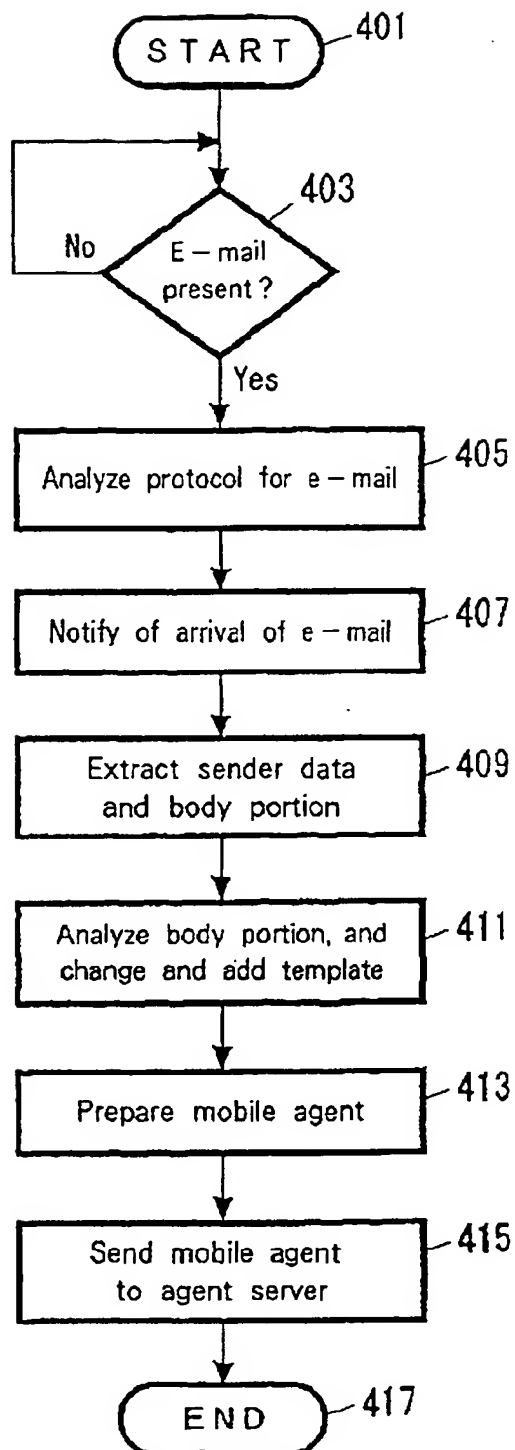 START
401
403
No
E-mail
present?
Yes
Analyze protocol for e-mail
405
Notify of arrival of e-mail
407
Extract sender data
and body portion
409
Analyze body portion, and
change and add template
411
Prepare mobile agent
413
Send mobile agent
to agent server
415
END
417